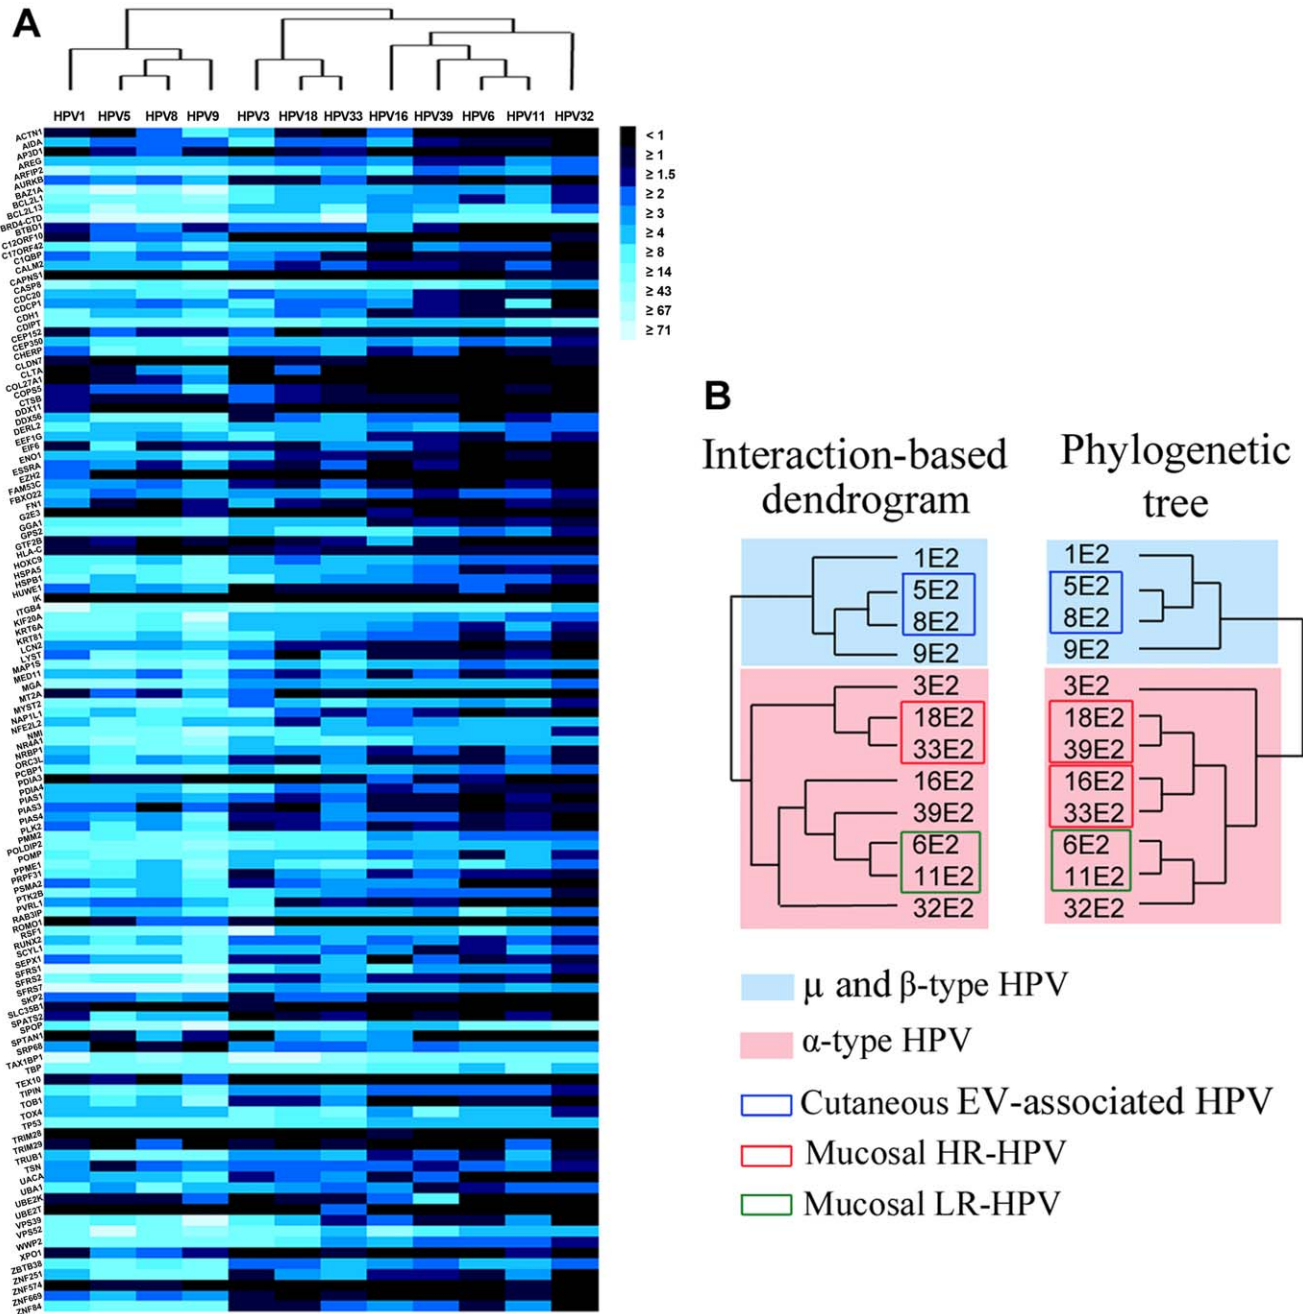 A
HPV1 HPV5 HPV8 HPV9 HPV3 HPV18 HPV33 HPV16 HPV39 HPV6 HPV11 HPV32
ACTN1
AIDA
AP3D1
AREG
ARFIP2
AURKB
BAZ1A
BCL2L1
BCL2L13
BRD4-CTD
BTBD1
C12ORF10
C17ORF42
C1QBP
CALM2
CAPNS1
CASP8
CDC20
CDCP1
CDH1
CDIPT
CEP152
CEP350
CHERP
CLDN7
CLTA
COL27A1
COPS5
CTSB
DDX11
DDX56
DERL2
EEF1G
EIF6
ENO1
ESSRA
EZH2
FAM53C
FBXO22
FN1
G2E3
GGA1
GPS2
GTF2B
HLA-C
HOXC9
HSPA5
HSPB1
HUWE1
IK
ITGB4
KIF20A
KRT6A
KRT81
LCN2
LYST
MAP1S
MED11
MGA
MT2A
MYST2
NAP1L1
NFE2L2
NMI
NR4A1
NRBP1
ORC3L
PCBP1
PDIA3
PDIA4
PIAS1
PIAS3
PIAS4
PLK2
PMM2
POLDIP2
POMP
PPME1
PRPF31
PSMA2
PTK2B
PVRL1
RAB3IP
ROMO1
RSF1
RUNX2
SCYL1
SEPX1
SFRS1
SFRS2
SFRS7
SKP2
SLC35B1
SPATS2
SPOP
SPTAN1
SRP68
TAX1BP1
TBP
TEX10
TIPIN
TOB1
TOX4
TP53
TRIM28
TRIM29
TRUB1
TSN
UACA
UBA1
UBE2K
UBE2T
VPS39
VPS52
WWP2
XPO1
ZBTB38
ZNF251
ZNF574
ZNF669
ZNF84
< 1
≥ 1
≥ 1.5
≥ 2
≥ 3
≥ 4
≥ 8
≥ 14
≥ 43
≥ 67
≥ 71
B
Interaction-based
dendrogram
1E2
5E2
8E2
9E2
3E2
18E2
33E2
16E2
39E2
6E2
11E2
32E2
Phylogenetic
tree
1E2
5E2
8E2
9E2
3E2
18E2
39E2
16E2
33E2
6E2
11E2
32E2
μ and β-type HPV
α-type HPV
Cutaneous EV-associated HPV
Mucosal HR-HPV
Mucosal LR-HPV